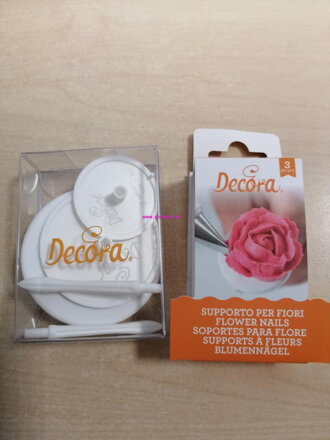 Decora
Decora
3
SUPPORTO PER FIORI
FLOWER NAILS
SOPORTES PARA FLORE
SUPPORTS À FLEURS
BLUMENNÄGEL